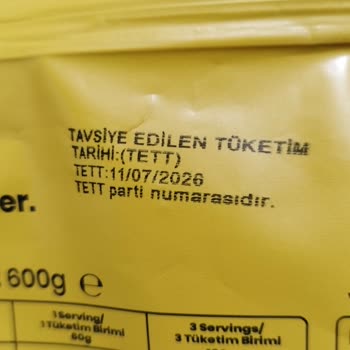 TAVSİYE EDİLEN TÜKETİM
TARİHİ:(TETT)
TETT:11/07/2026
TETT parti numarasıdır.
er.
600g e
1 Serving/
1 Tüketim Birimi
60g
3 Servings/
3 Tüketim Birimi